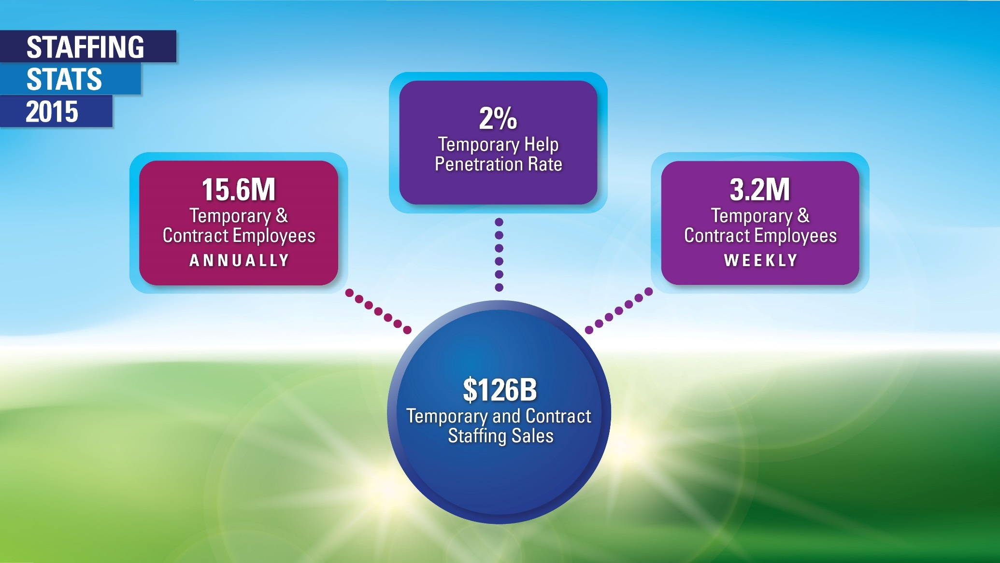 STAFFING
STATS
2015
2%
Temporary Help
Penetration Rate
15.6M
Temporary &
Contract Employees
ANNUALLY
3.2M
Temporary &
Contract Employees
WEEKLY
$126B
Temporary and Contract
Staffing Sales